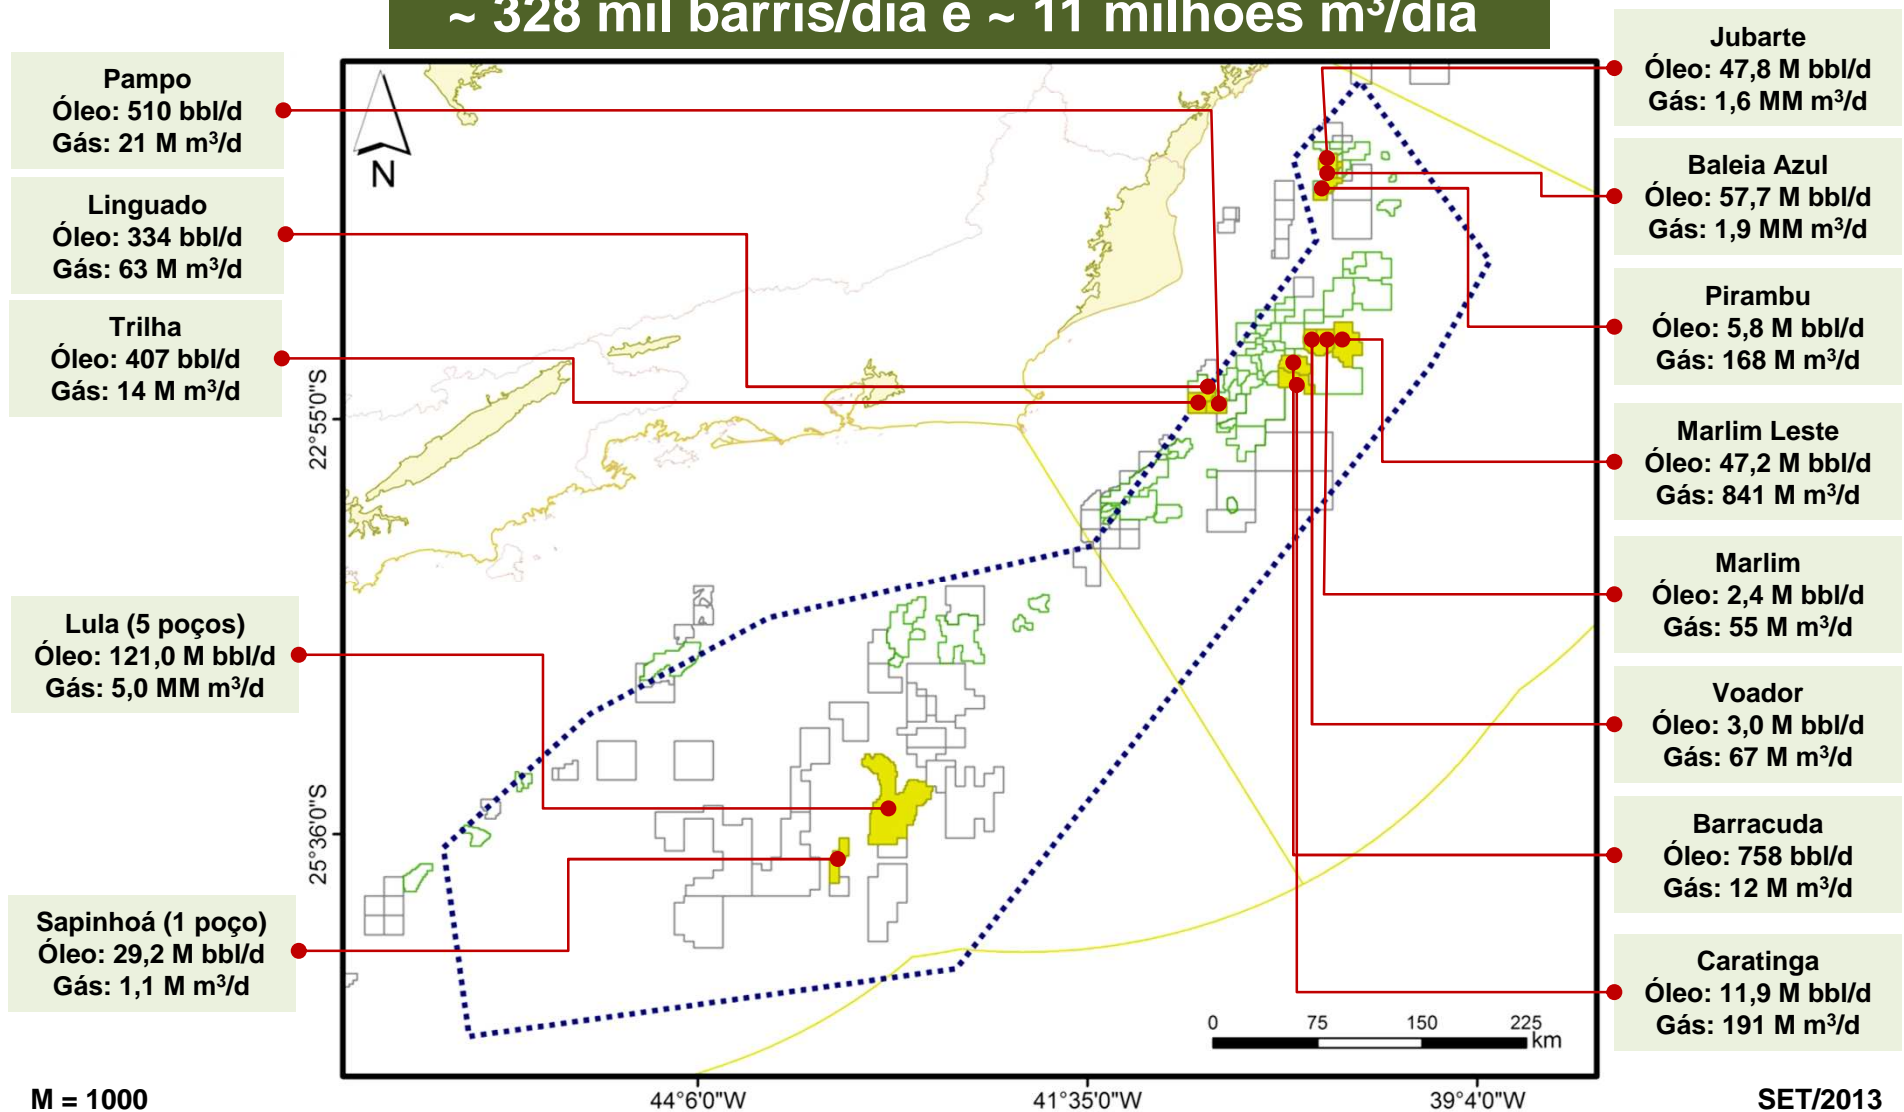 ~ 328 mil barris/dia e ~ 11 milhões m³/dia
Pampo
Óleo: 510 bbl/d
Gás: 21 M m³/d
Linguado
Óleo: 334 bbl/d
Gás: 63 M m³/d
Trilha
Óleo: 407 bbl/d
Gás: 14 M m³/d
Lula (5 poços)
Óleo: 121,0 M bbl/d
Gás: 5,0 MM m³/d
Sapinhoá (1 poço)
Óleo: 29,2 M bbl/d
Gás: 1,1 M m³/d
N
22°55'0"S
25°36'0"S
44°6'0"W
41°35'0"W
39°4'0"W
0 75 150 225
km
Jubarte
Óleo: 47,8 M bbl/d
Gás: 1,6 MM m³/d
Baleia Azul
Óleo: 57,7 M bbl/d
Gás: 1,9 MM m³/d
Pirambu
Óleo: 5,8 M bbl/d
Gás: 168 M m³/d
Marlim Leste
Óleo: 47,2 M bbl/d
Gás: 841 M m³/d
Marlim
Óleo: 2,4 M bbl/d
Gás: 55 M m³/d
Voador
Óleo: 3,0 M bbl/d
Gás: 67 M m³/d
Barracuda
Óleo: 758 bbl/d
Gás: 12 M m³/d
Caratinga
Óleo: 11,9 M bbl/d
Gás: 191 M m³/d
M = 1000
SET/2013